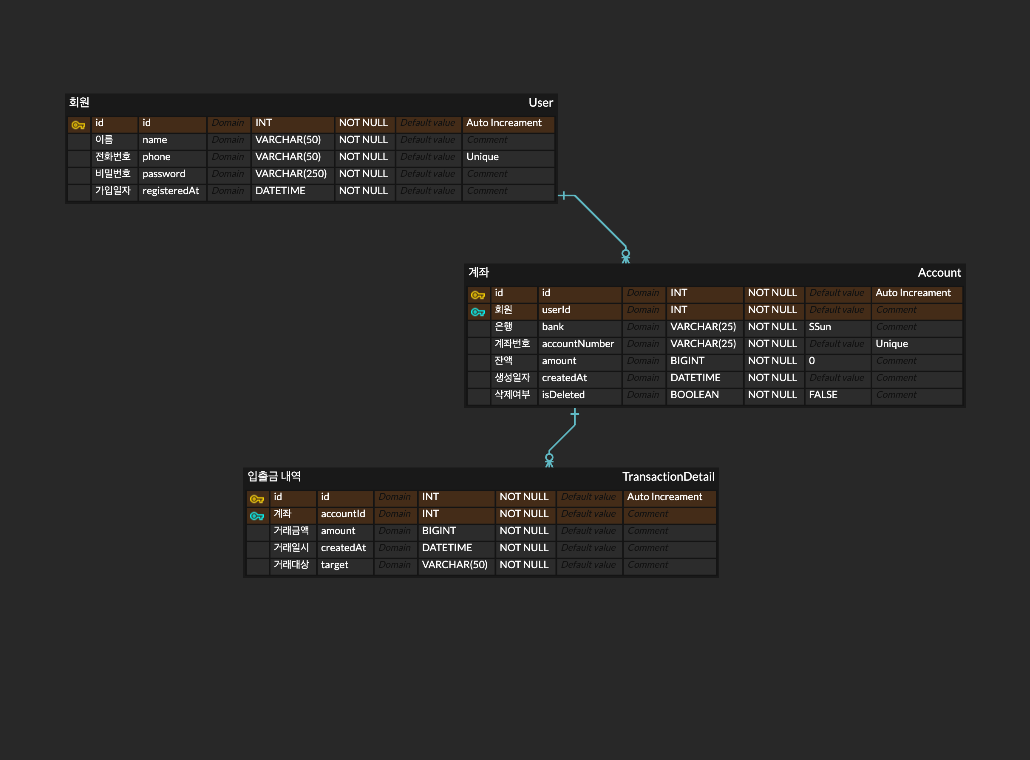 회원 User
id id Domain INT NOT NULL Default value Auto Increament
이름 name Domain VARCHAR(50) NOT NULL Default value Comment
전화번호 phone Domain VARCHAR(50) NOT NULL Default value Unique
비밀번호 password Domain VARCHAR(250) NOT NULL Default value Comment
가입일자 registeredAt Domain DATETIME NOT NULL Default value Comment
계좌 Account
id id Domain INT NOT NULL Default value Auto Increament
회원 userId Domain INT NOT NULL Default value Comment
은행 bank Domain VARCHAR(25) NOT NULL SSun Comment
계좌번호 accountNumber Domain VARCHAR(25) NOT NULL Default value Unique
잔액 amount Domain BIGINT NOT NULL 0 Comment
생성일자 createdAt Domain DATETIME NOT NULL Default value Comment
삭제여부 isDeleted Domain BOOLEAN NOT NULL FALSE Comment
입출금 내역 TransactionDetail
id id Domain INT NOT NULL Default value Auto Increament
계좌 accountId Domain INT NOT NULL Default value Comment
거래금액 amount Domain BIGINT NOT NULL Default value Comment
거래일시 createdAt Domain DATETIME NOT NULL Default value Comment
거래대상 target Domain VARCHAR(50) NOT NULL Default value Comment